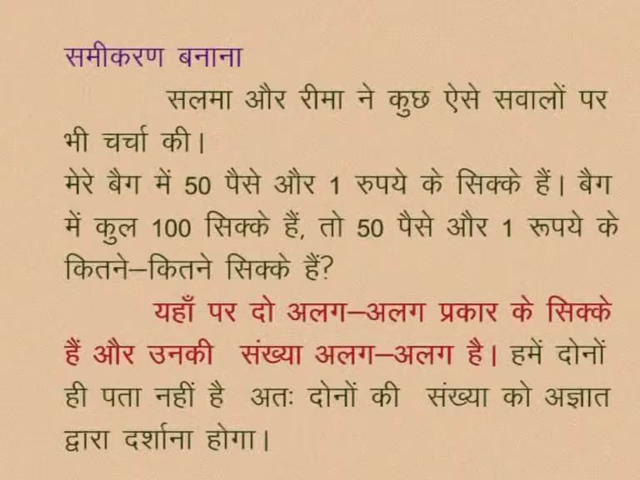 समीकरण बनाना
सलमा और रीमा ने कुछ ऐसे सवालों पर
भी चर्चा की।
मेरे बैग में 50 पैसे और 1 रुपये के सिक्के हैं। बैग
में कुल 100 सिक्के हैं, तो 50 पैसे और 1 रूपये के
कितने–कितने सिक्के हैं?
यहाँ पर दो अलग–अलग प्रकार के सिक्के
हैं और उनकी संख्या अलग–अलग है। हमें दोनों
ही पता नहीं है अतः दोनों की संख्या को अज्ञात
द्वारा दर्शाना होगा।